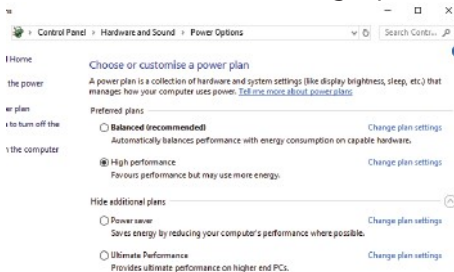 Control Panel > Hardware and Sound > Power Options
Search Contr...
Home
Choose or customise a power plan
the power
A power plan is a collection of hardware and system settings (like display brightness, sleep, etc.) that
manages how your computer uses power. Tell me more about power plans
er plan
Preferred plans
to turn off the
Balanced (recommended)
Change plan settings
Automatically balances performance with energy consumption on capable hardware.
the computer
High performance
Change plan settings
Favours performance but may use more energy.
Hide additional plans
Power saver
Change plan settings
Saves energy by reducing your computer's performance where possible.
Ultimate Performance
Change plan settings
Provides ultimate performance on higher end PCs.